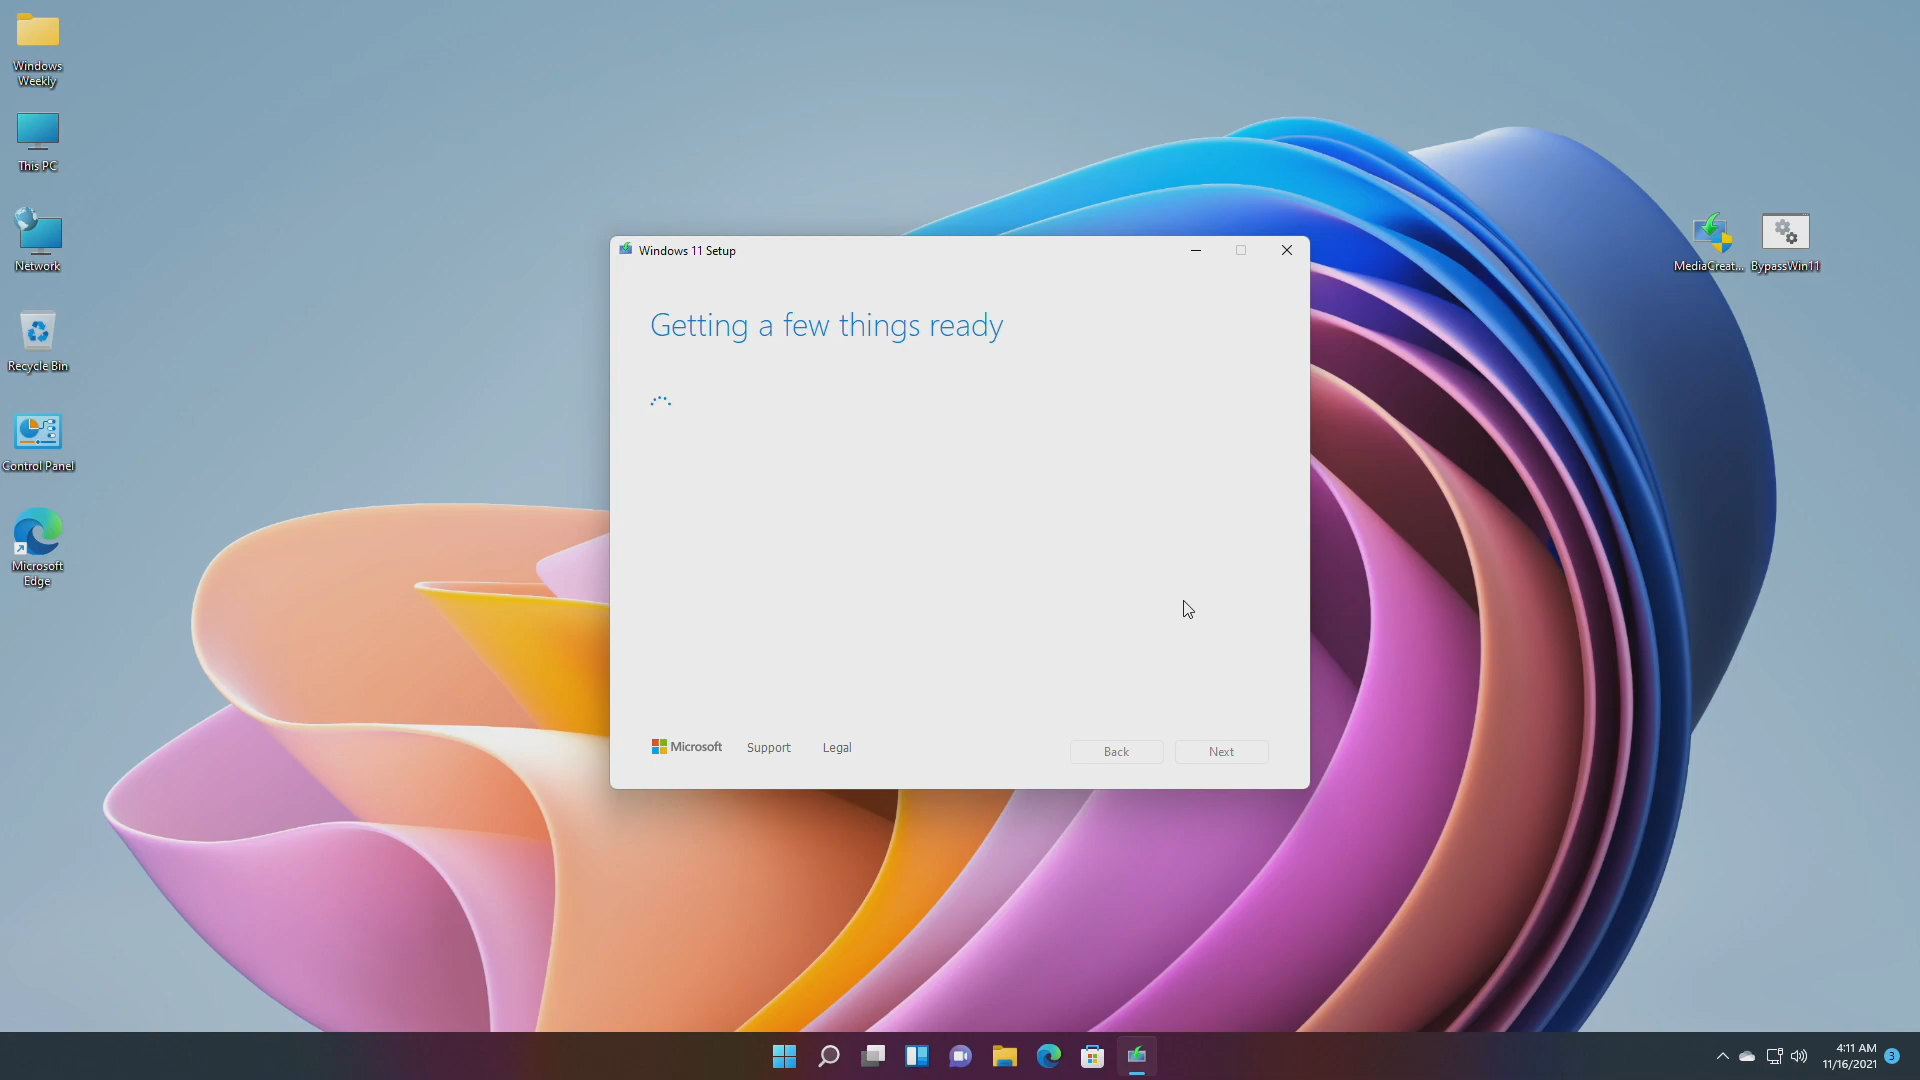 Windows
Weekly
This PC
Network
Recycle Bin
Control Panel
Microsoft
Edge
MediaCreat...
BypassWin11
Windows 11 Setup
Getting a few things ready
Microsoft
Support
Legal
Back
Next
4:11 AM
11/16/2021
3